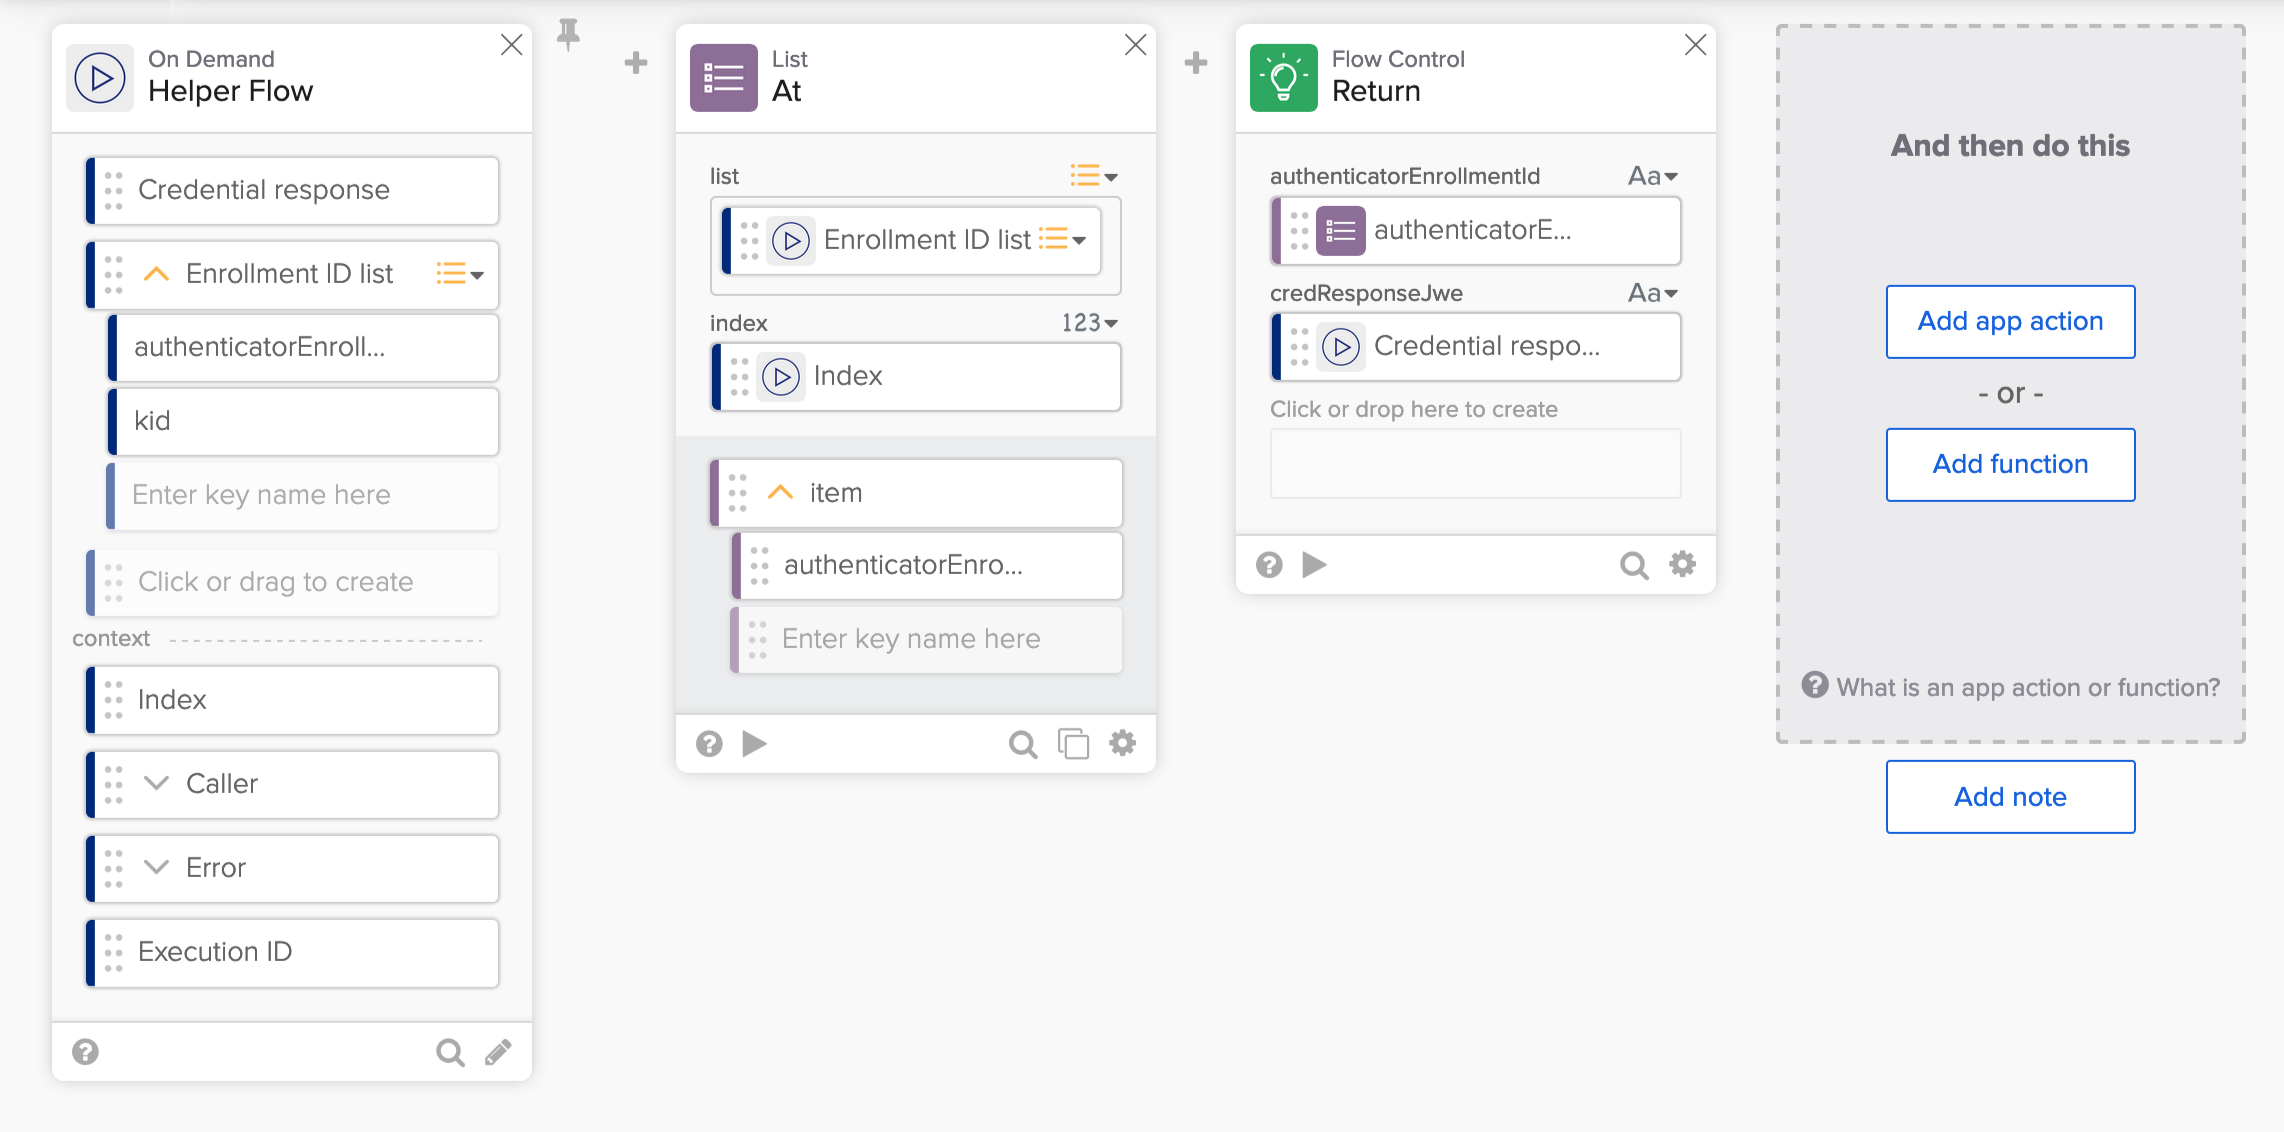 On Demand
Helper Flow
Credential response
Enrollment ID list
authenticatorEnroll...
kid
Enter key name here
Click or drag to create
context
Index
Caller
Error
Execution ID
List
At
list
Enrollment ID list
index
123
Index
item
authenticatorEnro...
Enter key name here
Flow Control
Return
authenticatorEnrollmentId
Aa
authenticatorE...
credResponseJwe
Aa
Credential respo...
Click or drop here to create
And then do this
Add app action
- or -
Add function
What is an app action or function?
Add note